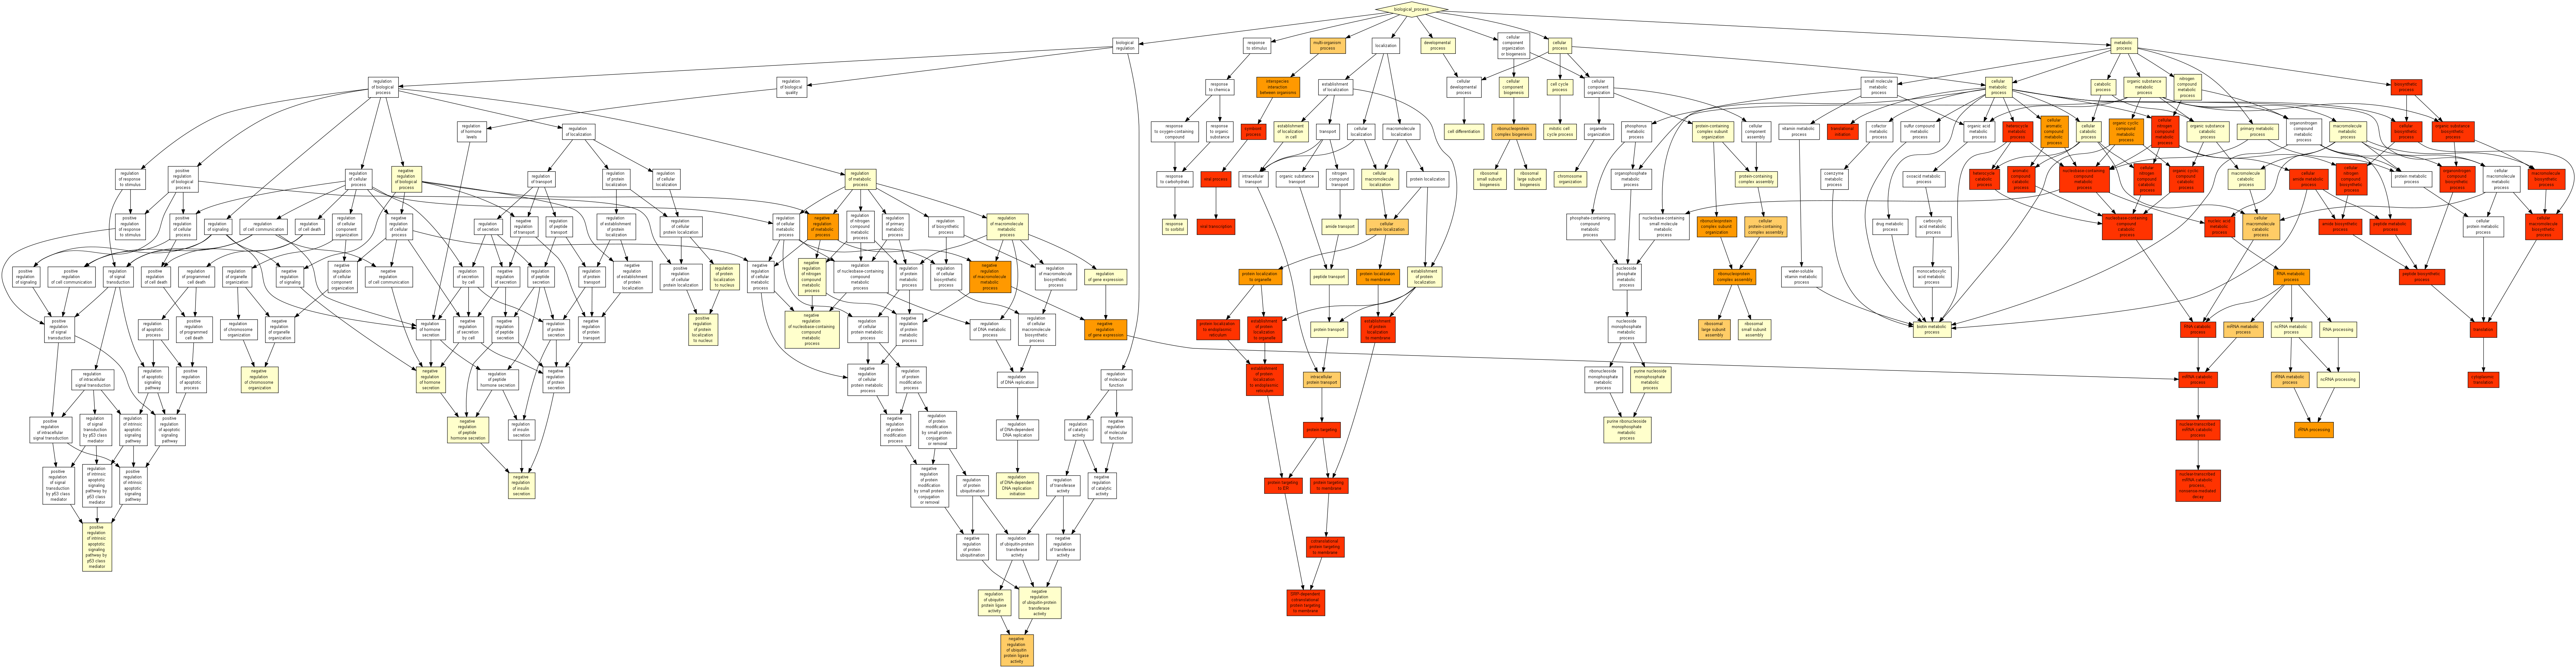 biological_process
biological
regulation
response
to stimulus
multi-organism
process
localization
developmental
process
cellular
component
organization
or biogenesis
cellular
process
metabolic
process
regulation
of biological
process
regulation
of biological
quality
response
to chemica
interspecies
interaction
between organisms
establishment
of localization
cellular
developmental
process
cellular
component
biogenesis
cell cycle
process
cellular
component
organization
small molecule
metabolic
process
cellular
metabolic
process
catabolic
process
organic substance
metabolic
process
nitrogen
compound
metabolic
process
biosynthetic
process
regulation
of hormone
levels
regulation
of localization
response
to oxygen-containing
compound
response
to organic
substance
symbiont
process
establishment
of localization
in cell
transport
cellular
localization
macromolecule
localization
cell differentiation
ribonucleoprotein
complex biogenesis
mitotic cell
cycle process
organelle
organization
phosphorus
metabolic
process
protein-containing
complex subunit
organization
cellular
component
assembly
vitamin metabolic
process
translational
initiation
cofactor
metabolic
process
sulfur compound
metabolic
process
organic acid
metabolic
process
heterocycle
metabolic
process
cellular
aromatic
compound
metabolic
process
cellular
catabolic
process
organic cyclic
compound
metabolic
process
cellular
nitrogen
compound
metabolic
process
organic substance
catabolic
process
primary metabolic
process
organonitrogen
compound
metabolic
process
macromolecule
metabolic
process
cellular
biosynthetic
process
organic substance
biosynthetic
process
regulation
of response
to stimulus
positive
regulation
of biological
process
regulation
of cellular
process
negative
regulation
of biological
process
regulation
of transport
regulation
of protein
localization
regulation
of cellular
localization
regulation
of metabolic
process
response
to carbohydrate
viral process
intracellular
transport
organic substance
transport
nitrogen
compound
transport
cellular
macromolecule
localization
protein localization
ribosomal
small subunit
biogenesis
ribosomal
large subunit
biogenesis
chromosome
organization
organophosphate
metabolic
process
protein-containing
complex assembly
coenzyme
metabolic
process
oxoacid metabolic
process
heterocycle
catabolic
process
aromatic
compound
catabolic
process
nucleobase-containing
compound
metabolic
process
cellular
nitrogen
compound
catabolic
process
organic cyclic
compound
catabolic
process
macromolecule
catabolic
process
cellular
amide metabolic
process
cellular
nitrogen
compound
biosynthetic
process
protein metabolic
process
organonitrogen
compound
biosynthetic
process
cellular
macromolecule
metabolic
process
macromolecule
biosynthetic
process
positive
regulation
of response
to stimulus
positive
regulation
of cellular
process
regulation
of signaling
regulation
of cell communication
regulation
of cell death
regulation
of cellular
component
organization
negative
regulation
of cellular
process
regulation
of secretion
negative
regulation
of transport
regulation
of peptide
transport
regulation
of establishment
of protein
localization
regulation
of cellular
protein localization
regulation
of cellular
metabolic
process
negative
regulation
of metabolic
process
regulation
of nitrogen
compound
metabolic
process
regulation
of primary
metabolic
process
regulation
of biosynthetic
process
regulation
of macromolecule
metabolic
process
response
to sorbitol
viral transcription
amide transport
cellular
protein localization
phosphate-containing
compound
metabolic
process
nucleobase-containing
small molecule
metabolic
process
ribonucleoprotein
complex subunit
organization
cellular
protein-containing
complex assembly
drug metabolic
process
carboxylic
acid metabolic
process
nucleobase-containing
compound
catabolic
process
nucleic acid
metabolic
process
cellular
macromolecule
catabolic
process
amide biosynthetic
process
peptide metabolic
process
cellular
protein metabolic
process
cellular
macromolecule
biosynthetic
process
positive
regulation
of signaling
positive
regulation
of cell communication
regulation
of signal
transduction
positive
regulation
of cell death
regulation
of programmed
cell death
regulation
of organelle
organization
negative
regulation
of signaling
negative
regulation
of cellular
component
organization
negative
regulation
of cell communication
regulation
of secretion
by cell
negative
regulation
of secretion
regulation
of peptide
secretion
regulation
of protein
transport
negative
regulation
of establishment
of protein
localization
positive
regulation
of cellular
protein localization
regulation
of protein
localization
to nucleus
negative
regulation
of cellular
metabolic
process
negative
regulation
of nitrogen
compound
metabolic
process
regulation
of nucleobase-containing
compound
metabolic
process
regulation
of protein
metabolic
process
regulation
of cellular
biosynthetic
process
negative
regulation
of macromolecule
metabolic
process
regulation
of macromolecule
biosynthetic
process
regulation
of gene expression
protein localization
to organelle
peptide transport
protein localization
to membrane
establishment
of protein
localization
nucleoside
phosphate
metabolic
process
ribonucleoprotein
complex assembly
water-soluble
vitamin metabolic
process
monocarboxylic
acid metabolic
process
RNA metabolic
process
peptide biosynthetic
process
positive
regulation
of signal
transduction
regulation
of apoptotic
process
positive
regulation
of programmed
cell death
regulation
of chromosome
organization
negative
regulation
of organelle
organization
regulation
of hormone
secretion
negative
regulation
of secretion
by cell
negative
regulation
of peptide
secretion
regulation
of protein
secretion
negative
regulation
of protein
transport
positive
regulation
of protein
localization
to nucleus
negative
regulation
of nucleobase-containing
compound
metabolic
process
regulation
of cellular
protein metabolic
process
negative
regulation
of protein
metabolic
process
regulation
of DNA metabolic
process
regulation
of cellular
macromolecule
biosynthetic
process
negative
regulation
of gene expression
protein localization
to endoplasmic
reticulum
establishment
of protein
localization
to organelle
protein transport
establishment
of protein
localization
to membrane
nucleoside
monophosphate
metabolic
process
ribosomal
large subunit
assembly
ribosomal
small subunit
assembly
biotin metabolic
process
RNA catabolic
process
mRNA metabolic
process
ncRNA metabolic
process
RNA processing
translation
regulation
of intracellular
signal transduction
regulation
of apoptotic
signaling
pathway
positive
regulation
of apoptotic
process
negative
regulation
of chromosome
organization
negative
regulation
of hormone
secretion
regulation
of peptide
hormone secretion
negative
regulation
of protein
secretion
negative
regulation
of cellular
protein metabolic
process
regulation
of protein
modification
process
regulation
of DNA replication
regulation
of molecular
function
establishment
of protein
localization
to endoplasmic
reticulum
intracellular
protein transport
ribonucleoside
monophosphate
metabolic
process
purine nucleoside
monophosphate
metabolic
process
mRNA catabolic
process
rRNA metabolic
process
ncRNA processing
cytoplasmic
translation
positive
regulation
of intracellular
signal transduction
regulation
of signal
transduction
by p53 class
mediator
regulation
of intrinsic
apoptotic
signaling
pathway
positive
regulation
of apoptotic
signaling
pathway
negative
regulation
of peptide
hormone secretion
regulation
of insulin
secretion
negative
regulation
of protein
modification
process
regulation
of protein
modification
by small protein
conjugation
or removal
regulation
of DNA-dependent
DNA replication
regulation
of catalytic
activity
negative
regulation
of molecular
function
protein targeting
purine ribonucleoside
monophosphate
metabolic
process
nuclear-transcribed
mRNA catabolic
process
rRNA processing
positive
regulation
of signal
transduction
by p53 class
mediator
regulation
of intrinsic
apoptotic
signaling
pathway by
p53 class
mediator
positive
regulation
of intrinsic
apoptotic
signaling
pathway
negative
regulation
of insulin
secretion
negative
regulation
of protein
modification
by small protein
conjugation
or removal
regulation
of protein
ubiquitination
regulation
of DNA-dependent
DNA replication
initiation
regulation
of transferase
activity
negative
regulation
of catalytic
activity
protein targeting
to ER
protein targeting
to membrane
nuclear-transcribed
mRNA catabolic
process,
nonsense-mediated
decay
positive
regulation
of intrinsic
apoptotic
signaling
pathway by
p53 class
mediator
negative
regulation
of protein
ubiquitination
regulation
of ubiquitin-protein
transferase
activity
negative
regulation
of transferase
activity
cotranslational
protein targeting
to membrane
regulation
of ubiquitin
protein ligase
activity
negative
regulation
of ubiquitin-protein
transferase
activity
SRP-dependent
cotranslational
protein targeting
to membrane
negative
regulation
of ubiquitin
protein ligase
activity